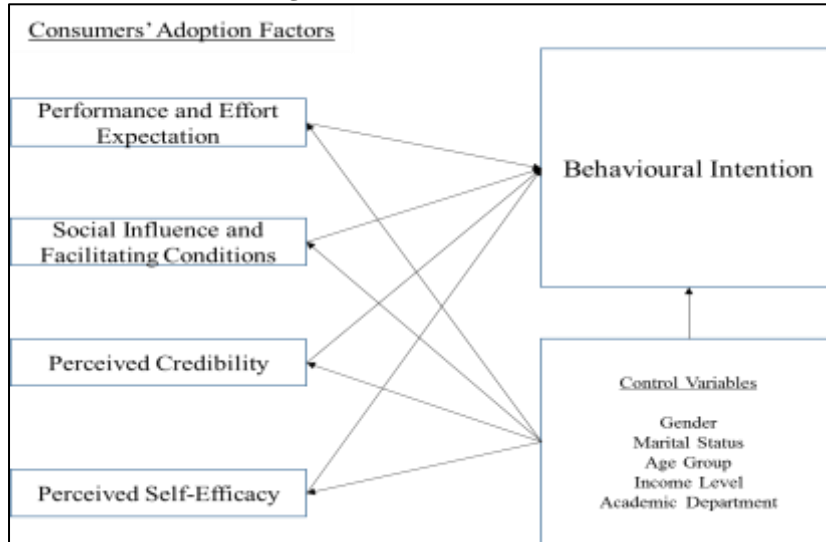 Consumers' Adoption Factors
Performance and Effort
Expectation
Social Influence and
Facilitating Conditions
Perceived Credibility
Perceived Self-Efficacy
Behavioural Intention
Control Variables
Gender
Marital Status
Age Group
Income Level
Academic Department